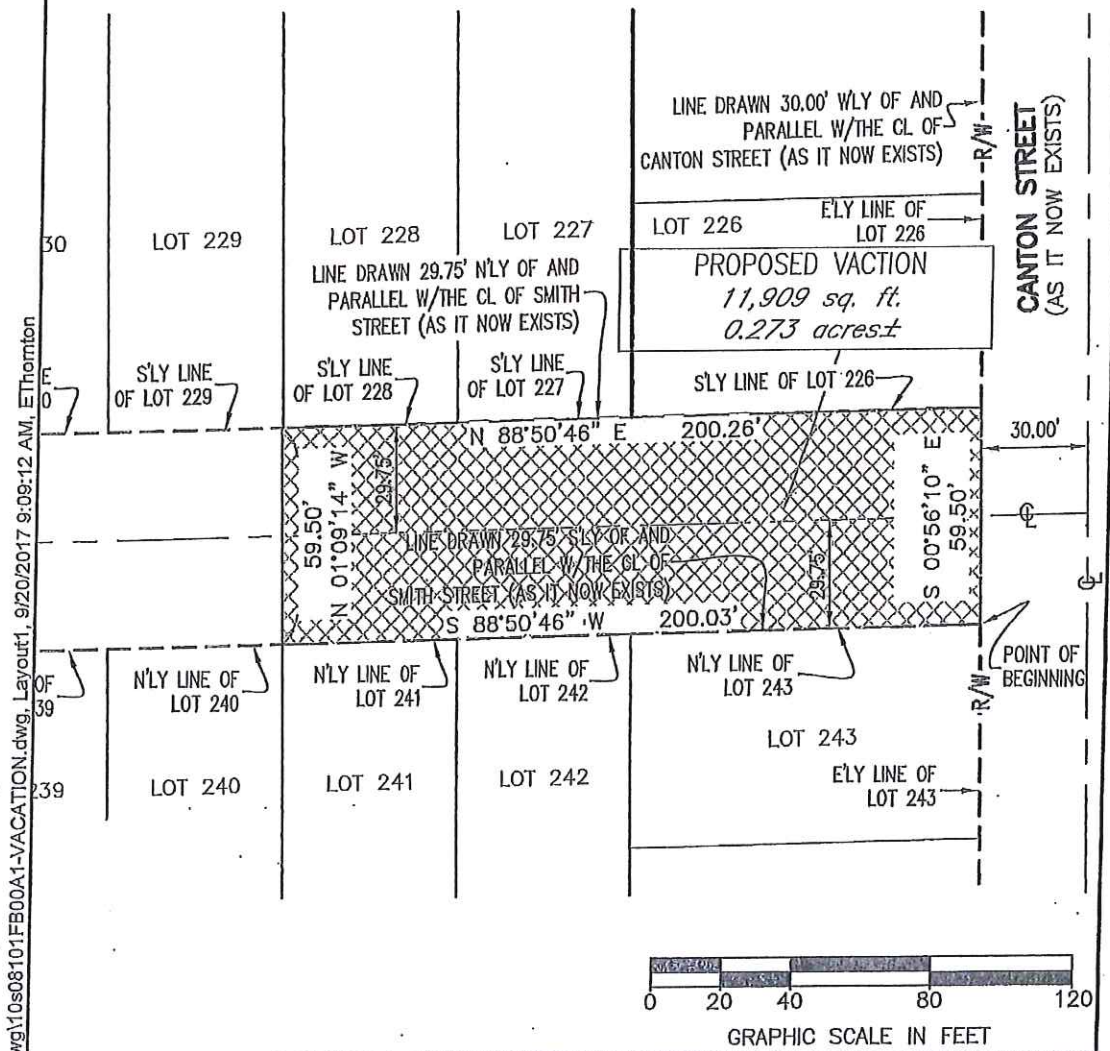 LINE DRAWN 30.00' WLY OF AND
PARALLEL W/THE CL OF
CANTON STREET (AS IT NOW EXISTS)
R/W
CANTON STREET
(AS IT NOW EXISTS)
30
LOT 229
LOT 228
LOT 227
LOT 226
E'LY LINE OF
LOT 226
LINE DRAWN 29.75' N'LY OF AND
PARALLEL W/THE CL OF SMITH
STREET (AS IT NOW EXISTS)
PROPOSED VACTION
11,909 sq. ft.
0.273 acres±
E
0
S'LY LINE
OF LOT 229
S'LY LINE
OF LOT 228
S'LY LINE
OF LOT 227
S'LY LINE OF LOT 226
N 88°50'46" E 200.26'
30.00'
59.50'
N 01°09'14" W
29.75'
LINE DRAWN 29.75' S'LY OF AND
PARALLEL W/THE CL OF
SMITH STREET (AS IT NOW EXISTS)
29.75'
S 00°56'10" E
59.50'
CL
CL
S 88°50'46" W 200.03'
OF
39
N'LY LINE OF
LOT 240
N'LY LINE OF
LOT 241
N'LY LINE OF
LOT 242
N'LY LINE OF
LOT 243
POINT OF
BEGINNING
R/W
239
LOT 240
LOT 241
LOT 242
LOT 243
E'LY LINE OF
LOT 243
0 20 40 80 120
GRAPHIC SCALE IN FEET
wg\10s08101FB00A1-VACATION.dwg, Layout1, 9/20/2017 9:09:12 AM, EThornton